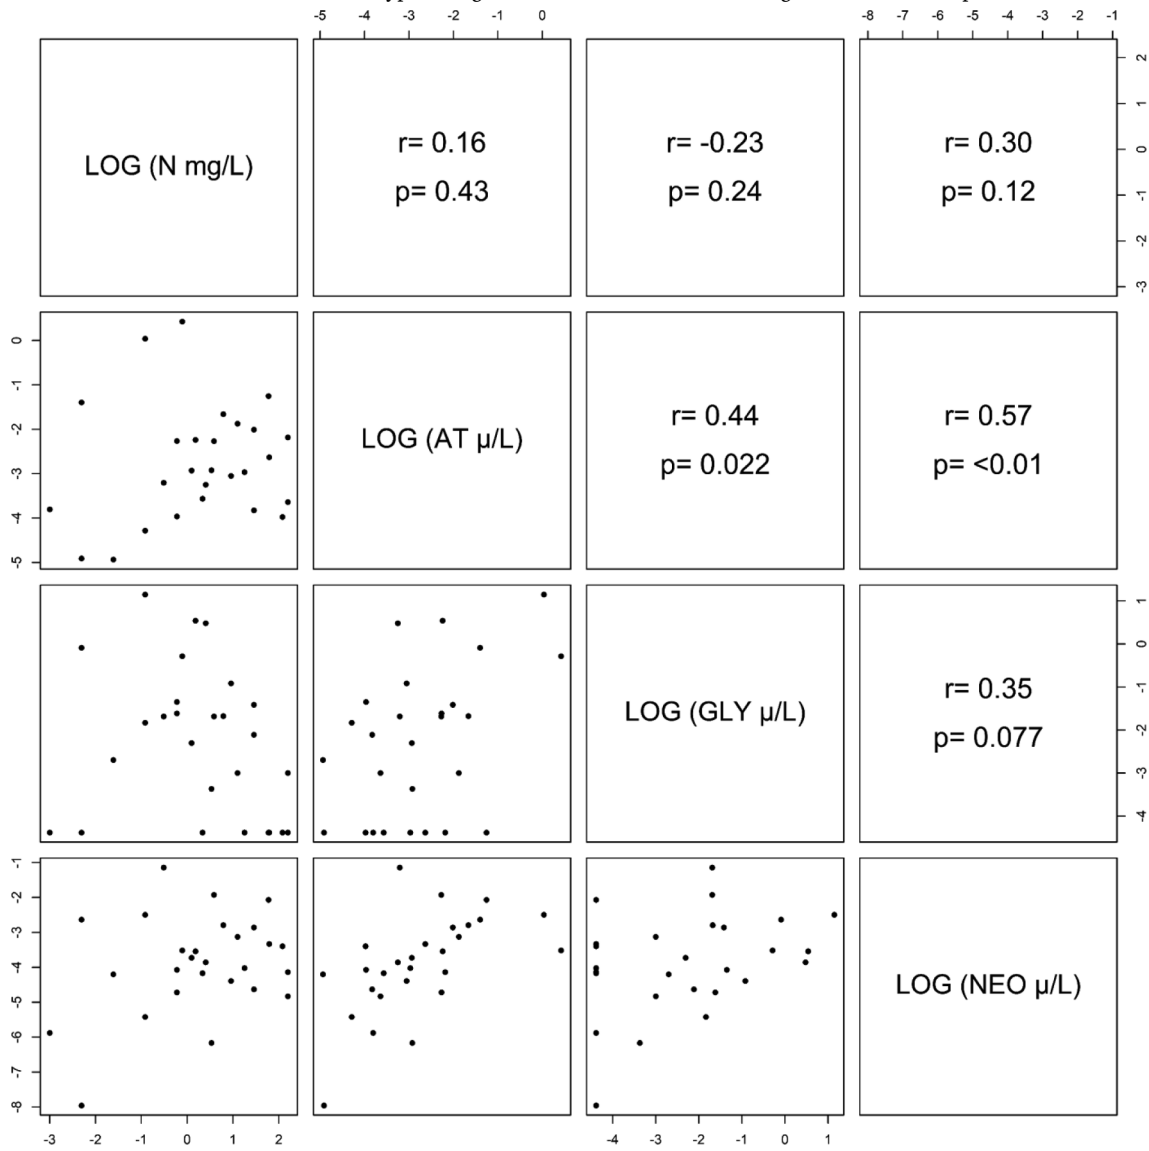 -5 -4 -3 -2 -1 0
-8 -7 -6 -5 -4 -3 -2 -1
LOG (N mg/L)
r= 0.16
p= 0.43
r= -0.23
p= 0.24
r= 0.30
p= 0.12
2
1
0
-1
-2
-3
0
-1
-2
-3
-4
-5
LOG (AT µ/L)
r= 0.44
p= 0.022
r= 0.57
p= <0.01
LOG (GLY µ/L)
r= 0.35
p= 0.077
1
0
-1
-2
-3
-4
-1
-2
-3
-4
-5
-6
-7
-8
LOG (NEO µ/L)
-3 -2 -1 0 1 2
-4 -3 -2 -1 0 1